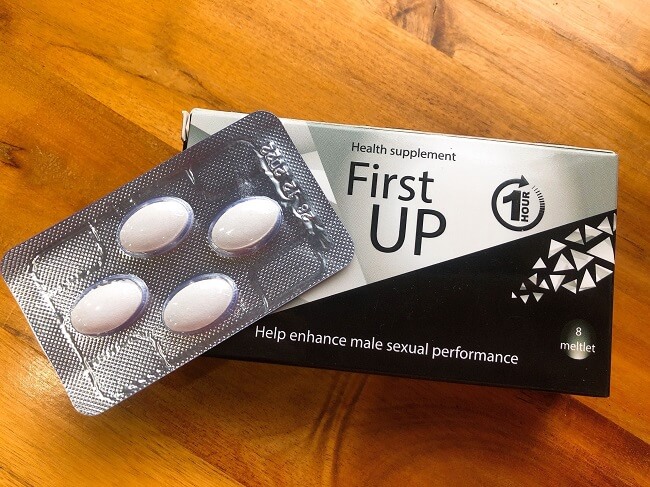 Health supplement
First
UP
1
HOUR
Help enhance male sexual performance
8
meltlet